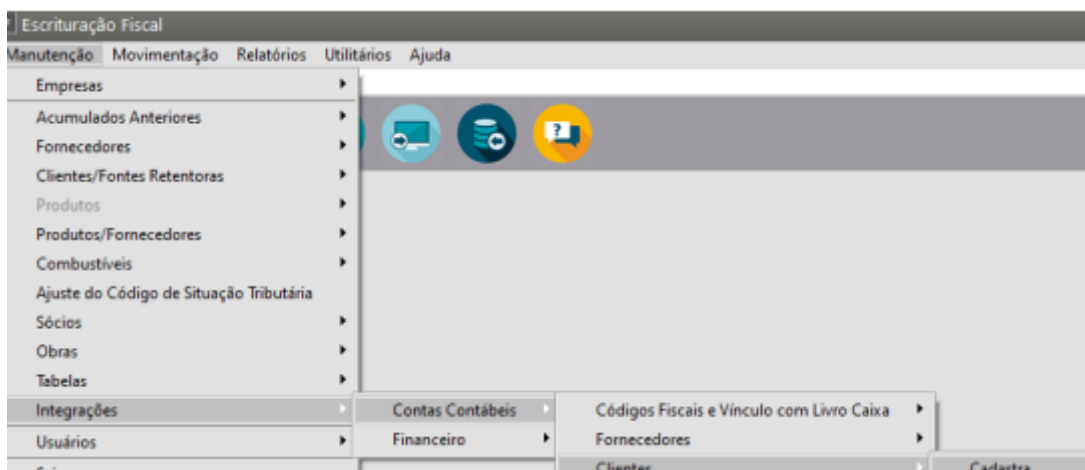 Escrituração Fiscal
Manutenção Movimentação Relatórios Utilitários Ajuda
Empresas
Acumulados Anteriores
Fornecedores
Clientes/Fontes Retentoras
Produtos
Produtos/Fornecedores
Combustíveis
Ajuste do Código de Situação Tributária
Sócios
Obras
Tabelas
Integrações Contas Contábeis Códigos Fiscais e Vínculo com Livro Caixa
Usuários Financeiro Fornecedores
Clientes Cadastra